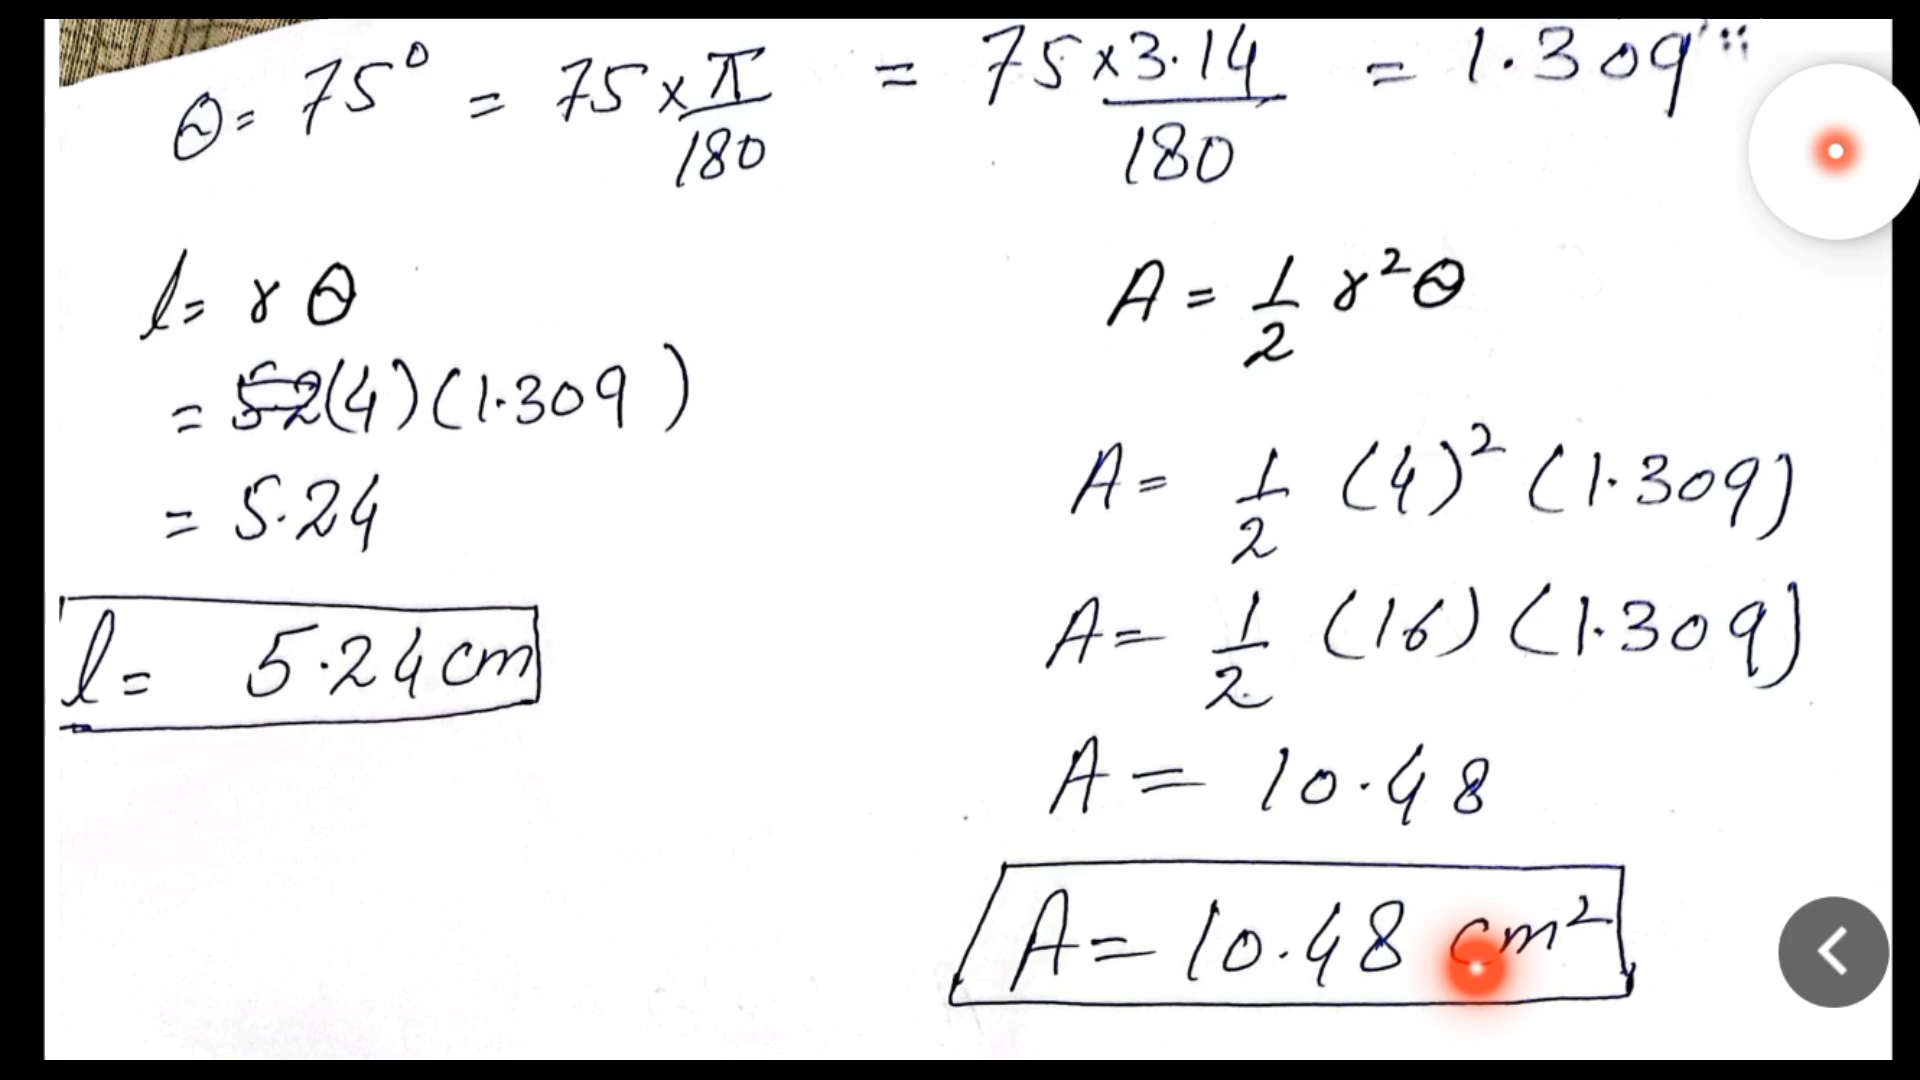 θ = 75° = 75 × π/180 = 75 × 3.14/180 = 1.309
l = r θ
= (4) (1.309)
= 5.24
l = 5.24 cm
A = 1/2 r²θ
A = 1/2 (4)² (1.309)
A = 1/2 (16) (1.309)
A = 10.48
A = 10.48 cm²